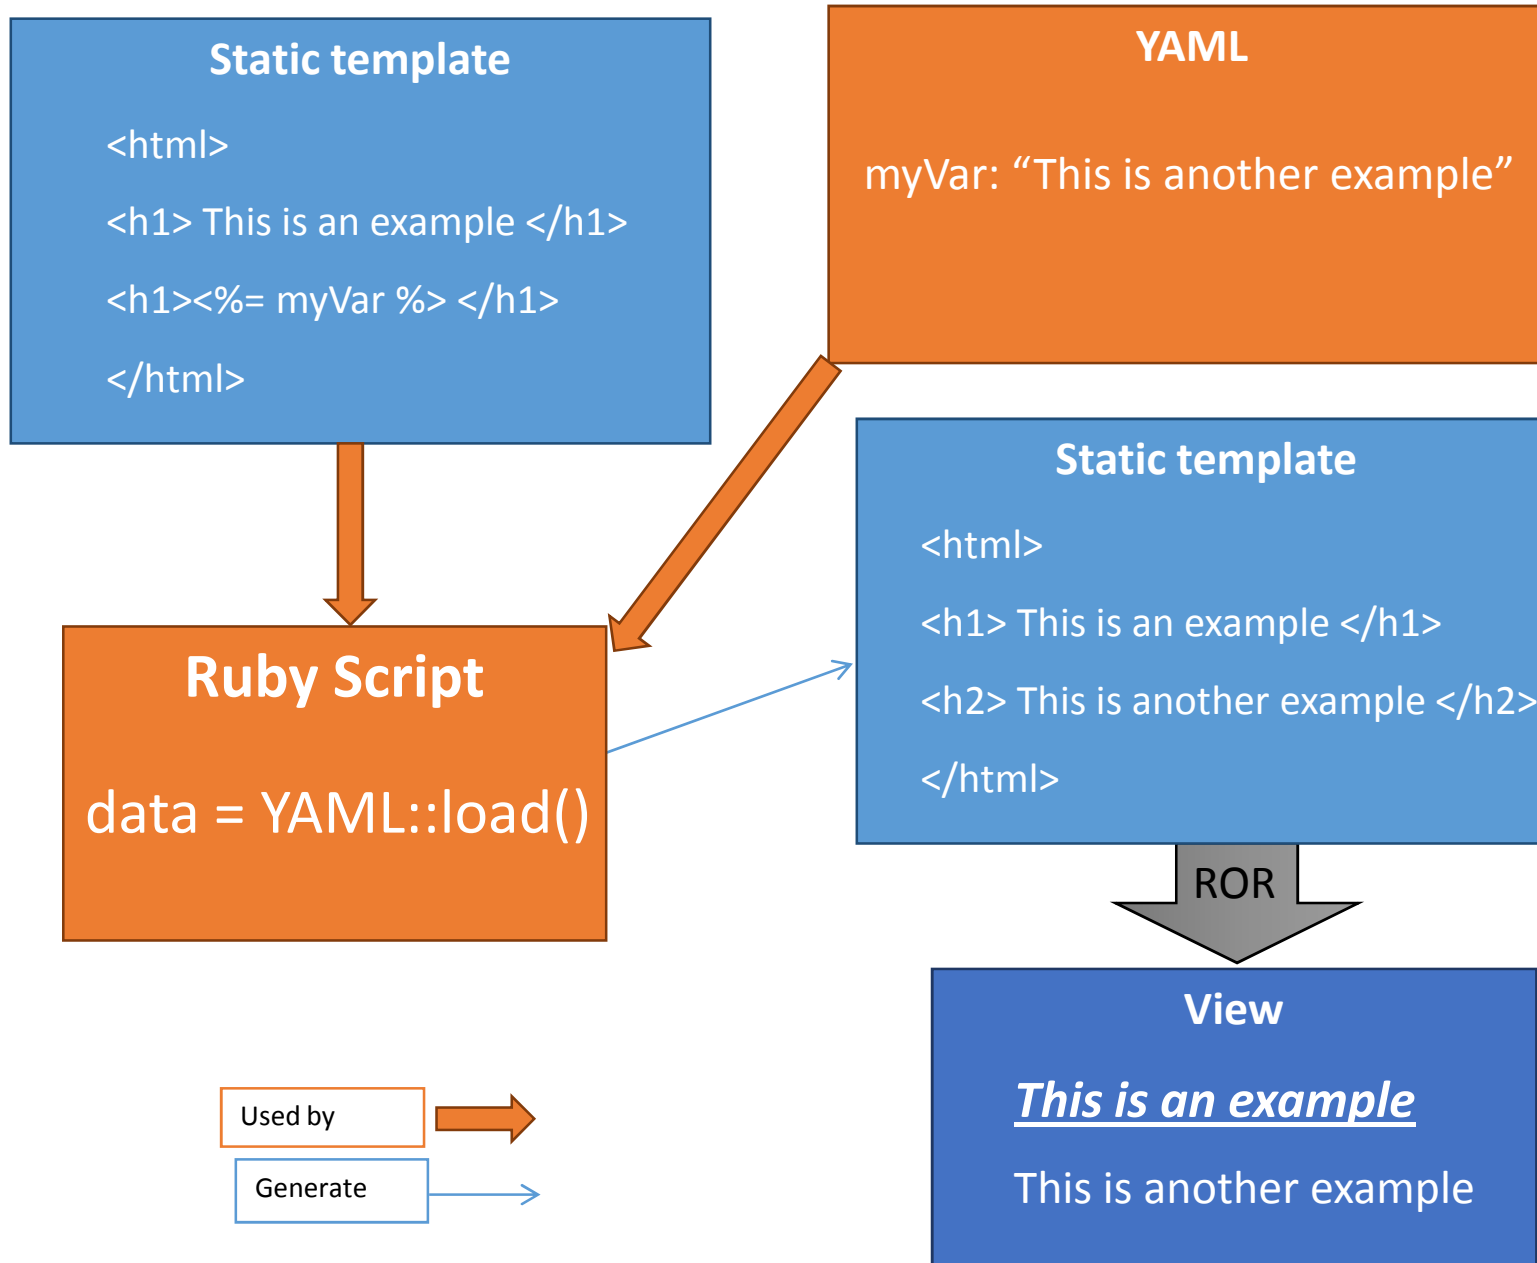 Static template
<html>
<h1> This is an example </h1>
<h1><%= myVar %> </h1>
</html>
YAML
myVar: “This is another example”
Static template
<html>
<h1> This is an example </h1>
<h2> This is another example </h2>
</html>
Ruby Script
data = YAML::load()
ROR
View
This is an example
This is another example
Used by
Generate